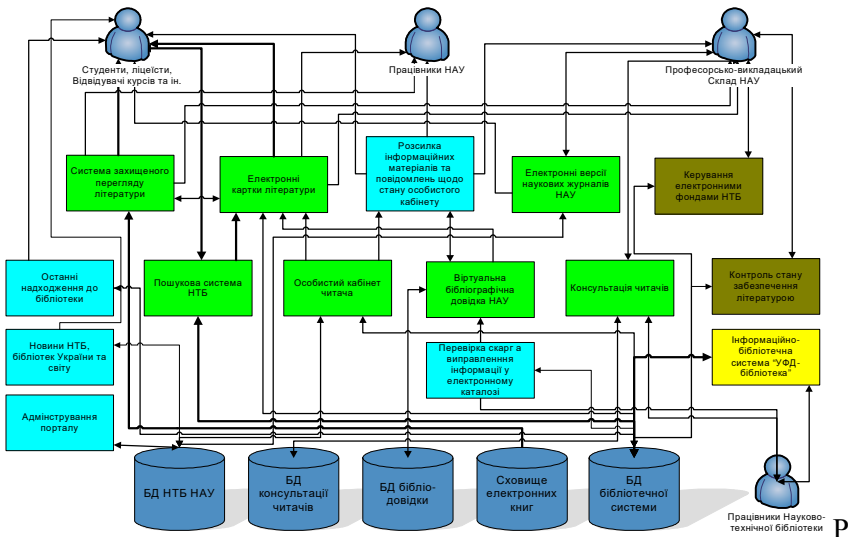 Студенти, ліцеїсти,
Відвідувачі курсів та ін.
Працівники НАУ
Професорсько-викладацький
Склад НАУ
Система захищеного
перегляду
літератури
Електронні
картки літератури
Розсилка
інформаційних
матеріалів та
повідомлень щодо
стану особистого
кабінету
Електронні версії
наукових журналів
НАУ
Керування
електронними
фондами НТБ
Останні
надходження до
бібліотеки
Пошукова система
НТБ
Особистий кабінет
читача
Віртуальна
бібліографічна
довідка НАУ
Консультація читачів
Контроль стану
забезпечення
літературою
Новини НТБ,
бібліотек України та
світу
Перевірка скарг а
виправленння
інформації у
електронному
каталозі
Інформаційно-
бібліотечна
система “УФД-
бібліотека”
Адмінстрування
порталу
БД НТБ НАУ
БД
консультації
читачів
БД бібліо-
довідки
Сховище
електронних
книг
БД
бібліотечної
системи
Працівники Науково-
технічної бібліотеки
Р